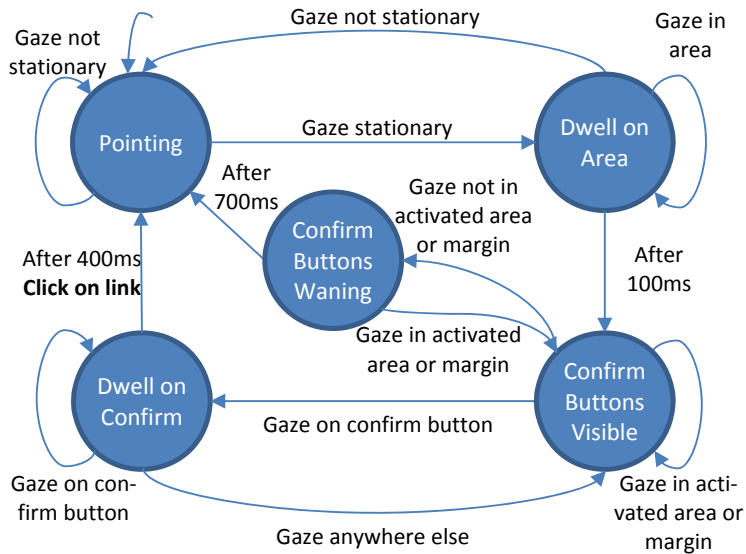 Gaze not stationary
Gaze not
stationary
Gaze in
area
Pointing
Gaze stationary
Dwell on
Area
After
700ms
Gaze not in
activated area
or margin
Confirm
Buttons
Waning
After 400ms
Click on link
After
100ms
Gaze in activated
area or margin
Dwell on
Confirm
Gaze on confirm button
Confirm
Buttons
Visible
Gaze on con-
firm button
Gaze in acti-
vated area or
margin
Gaze anywhere else